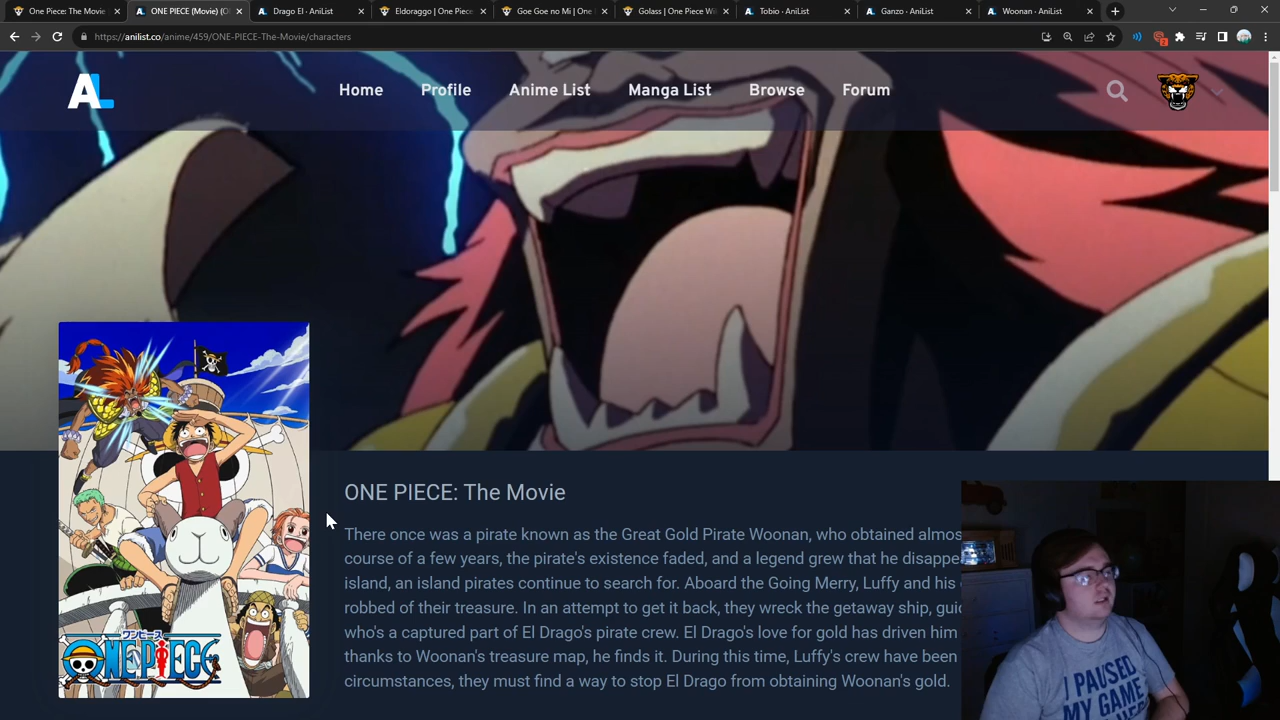 One Piece: The Movie
ONE PIECE (Movie) (O
Drago El · AniList
Eldoraggo | One Piece
Goe Goe no Mi | One
Golass | One Piece Wi
Tobio · AniList
Ganzo · AniList
Woonan · AniList
https://anilist.co/anime/459/ONE-PIECE-The-Movie/characters
AL
Home
Profile
Anime List
Manga List
Browse
Forum
ワンピース
ONE PIECE
ONE PIECE: The Movie
There once was a pirate known as the Great Gold Pirate Woonan, who obtained almos
course of a few years, the pirate's existence faded, and a legend grew that he disappe
island, an island pirates continue to search for. Aboard the Going Merry, Luffy and his
robbed of their treasure. In an attempt to get it back, they wreck the getaway ship, guid
who's a captured part of El Drago's pirate crew. El Drago's love for gold has driven him
thanks to Woonan's treasure map, he finds it. During this time, Luffy's crew have been
circumstances, they must find a way to stop El Drago from obtaining Woonan's gold.
I PAUSED
MY GAME